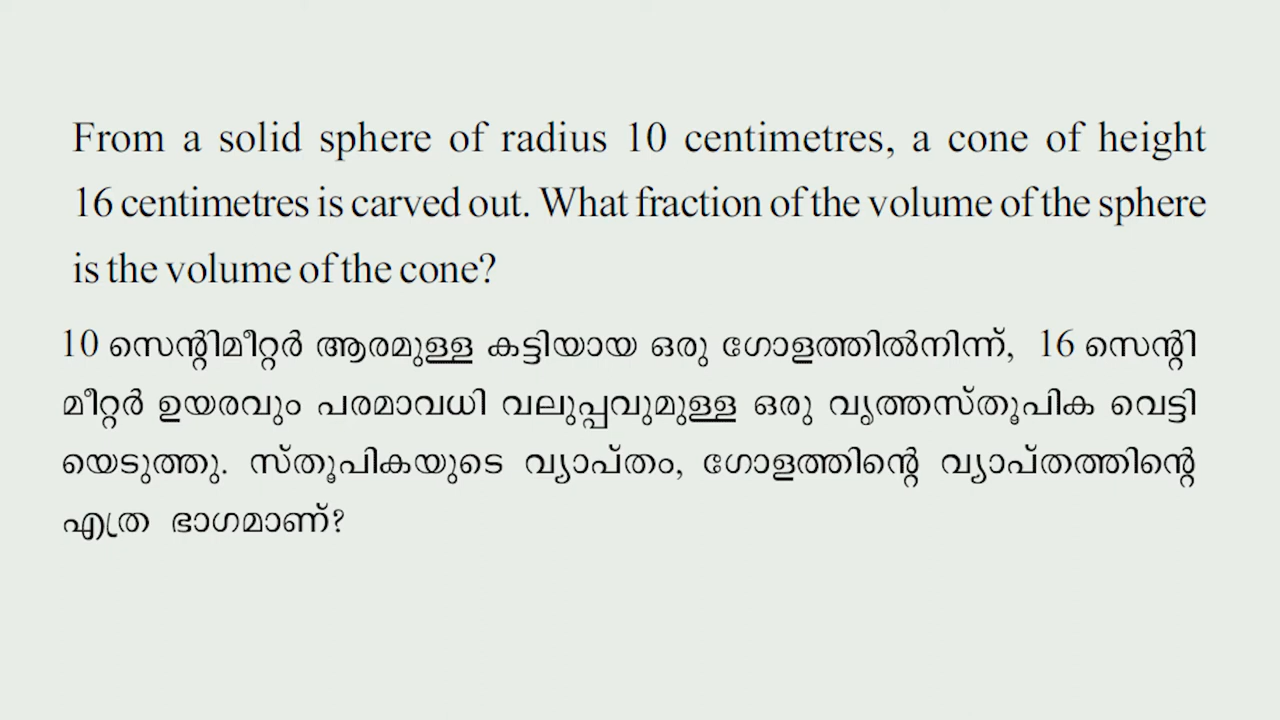 From a solid sphere of radius 10 centimetres, a cone of height
16 centimetres is carved out. What fraction of the volume of the sphere
is the volume of the cone?
10 സെന്റിമീറ്റർ ആരമുള്ള കട്ടിയായ ഒരു ഗോളത്തിൽനിന്ന്, 16 സെന്റി
മീറ്റർ ഉയരവും പരമാവധി വലുപ്പവുമുള്ള ഒരു വൃത്തസ്തൂപിക വെട്ടി
യെടുത്തു. സ്തൂപികയുടെ വ്യാപ്തം, ഗോളത്തിന്റെ വ്യാപ്തത്തിന്റെ
എത്ര ഭാഗമാണ്?